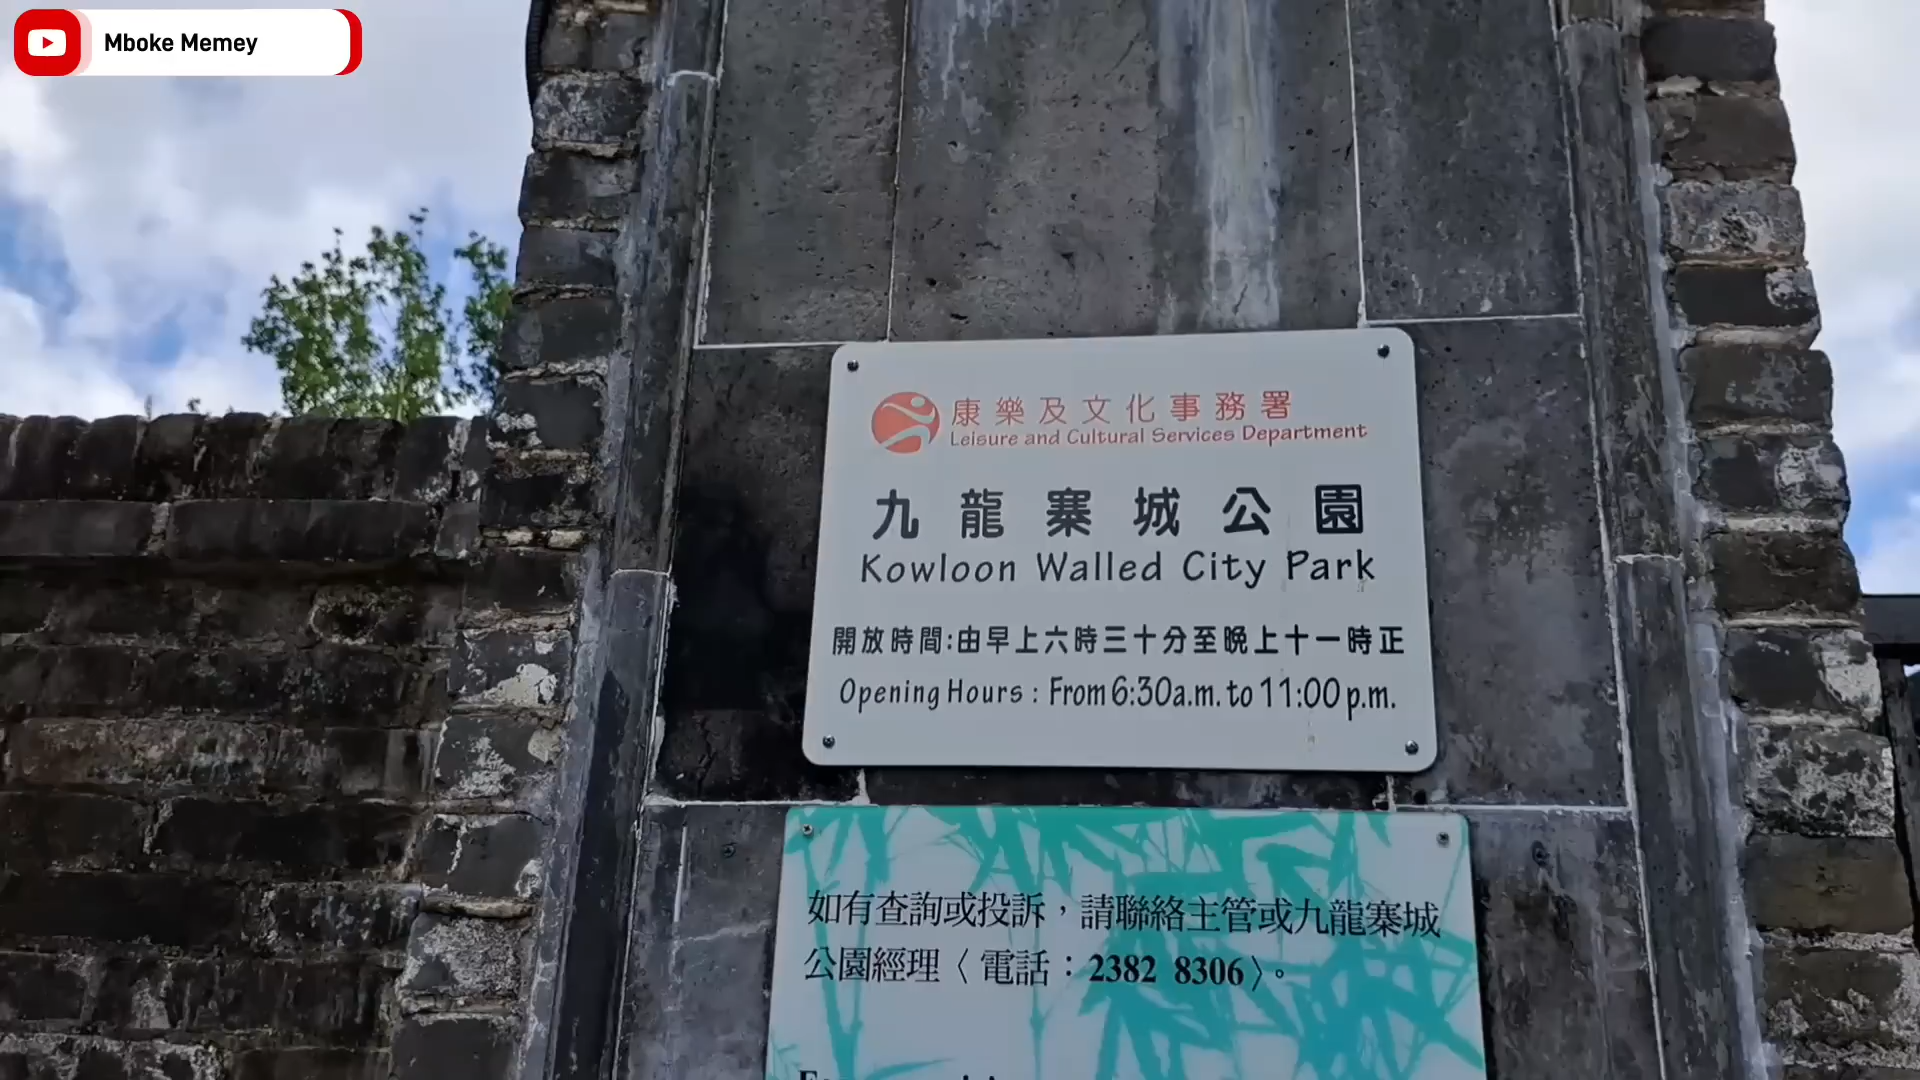 Mboke Memey
康樂及文化事務署
Leisure and Cultural Services Department
九龍寨城公園
Kowloon Walled City Park
開放時間:由早上六時三十分至晚上十一時正
Opening Hours : From 6:30a.m. to 11:00 p.m.
如有查詢或投訴，請聯絡主管或九龍寨城
公園經理〈電話：2382 8306〉。